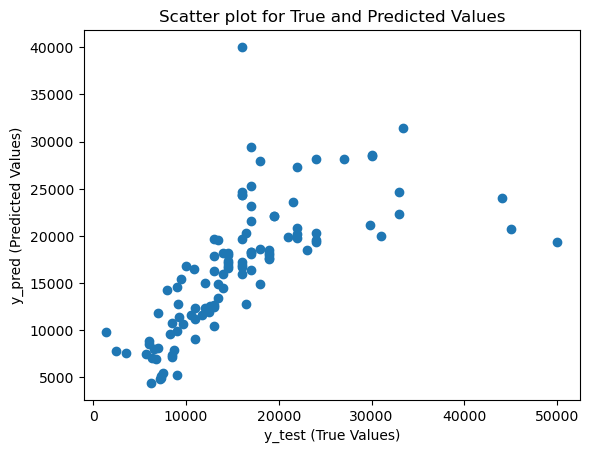 Scatter plot for True and Predicted Values
40000
35000
30000
25000
20000
15000
10000
5000
y_pred (Predicted Values)
0 10000 20000 30000 40000 50000
y_test (True Values)